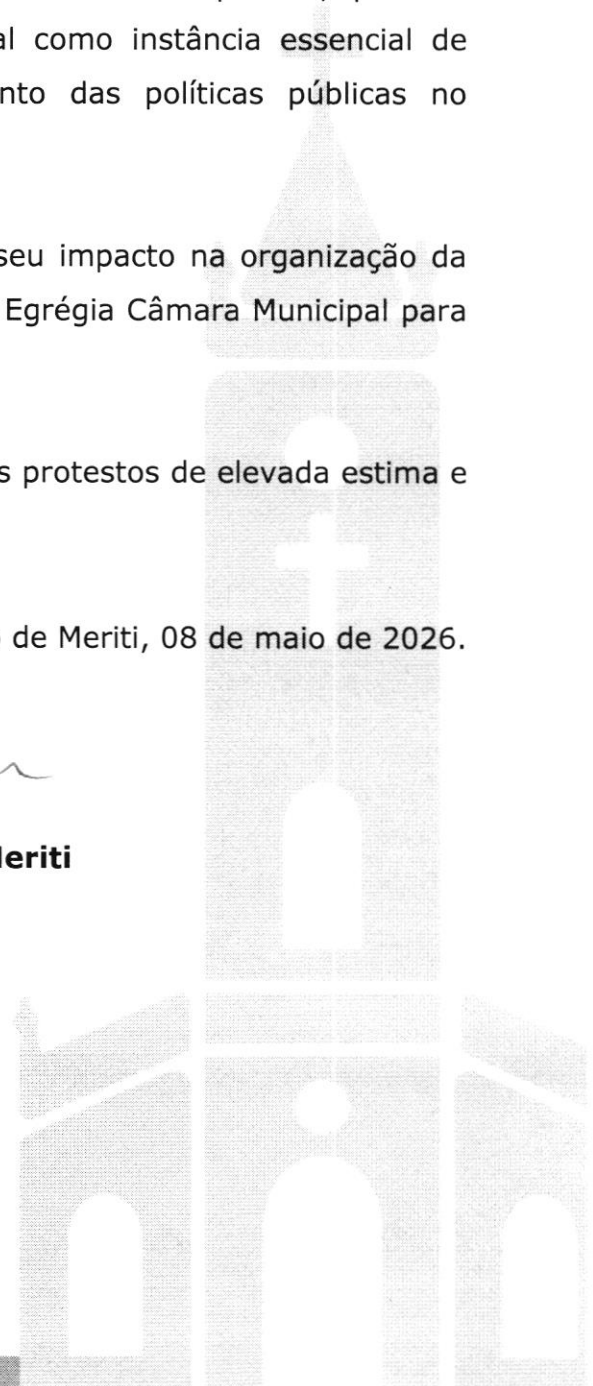 al como instância essencial de
nto das políticas públicas no
seu impacto na organização da
Egrégia Câmara Municipal para
s protestos de elevada estima e
de Meriti, 08 de maio de 2026.
Meriti